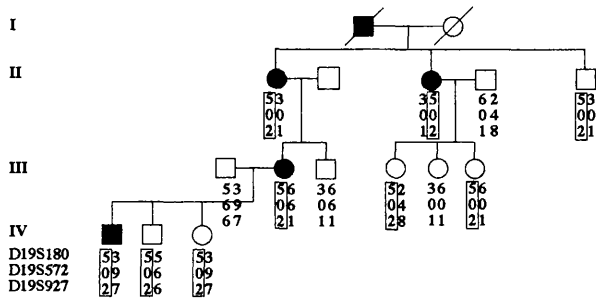 I
II
53 35 62 53
00 00 04 00
21 12 18 21
III
53 56 36 52 36 56
69 06 06 04 00 00
67 21 11 28 11 21
IV
D19S180 53 55 53
D19S572 09 06 09
D19S927 27 26 27